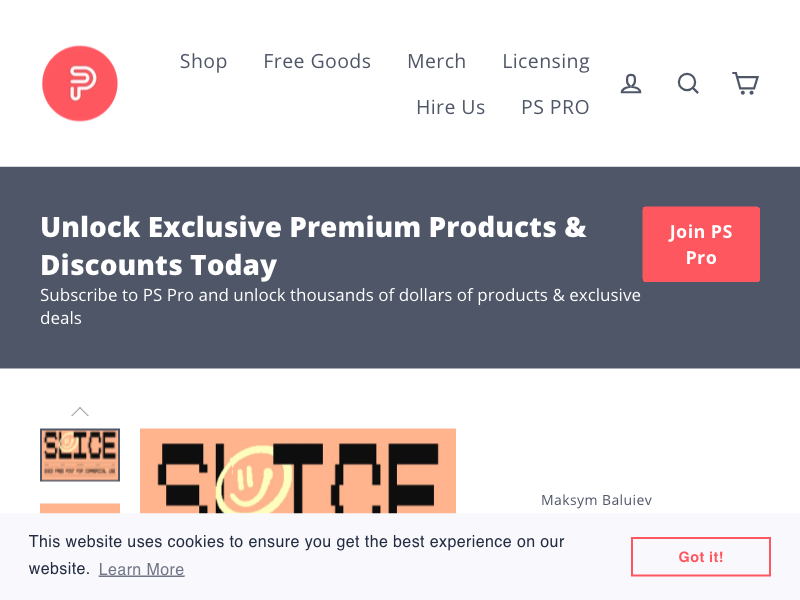 Shop Free Goods Merch Licensing
Hire Us PS PRO
Unlock Exclusive Premium Products &
Discounts Today
Subscribe to PS Pro and unlock thousands of dollars of products & exclusive
deals
Join PS
Pro
SLICE
SLICE
Maksym Baluiev
This website uses cookies to ensure you get the best experience on our
website. Learn More
Got it!